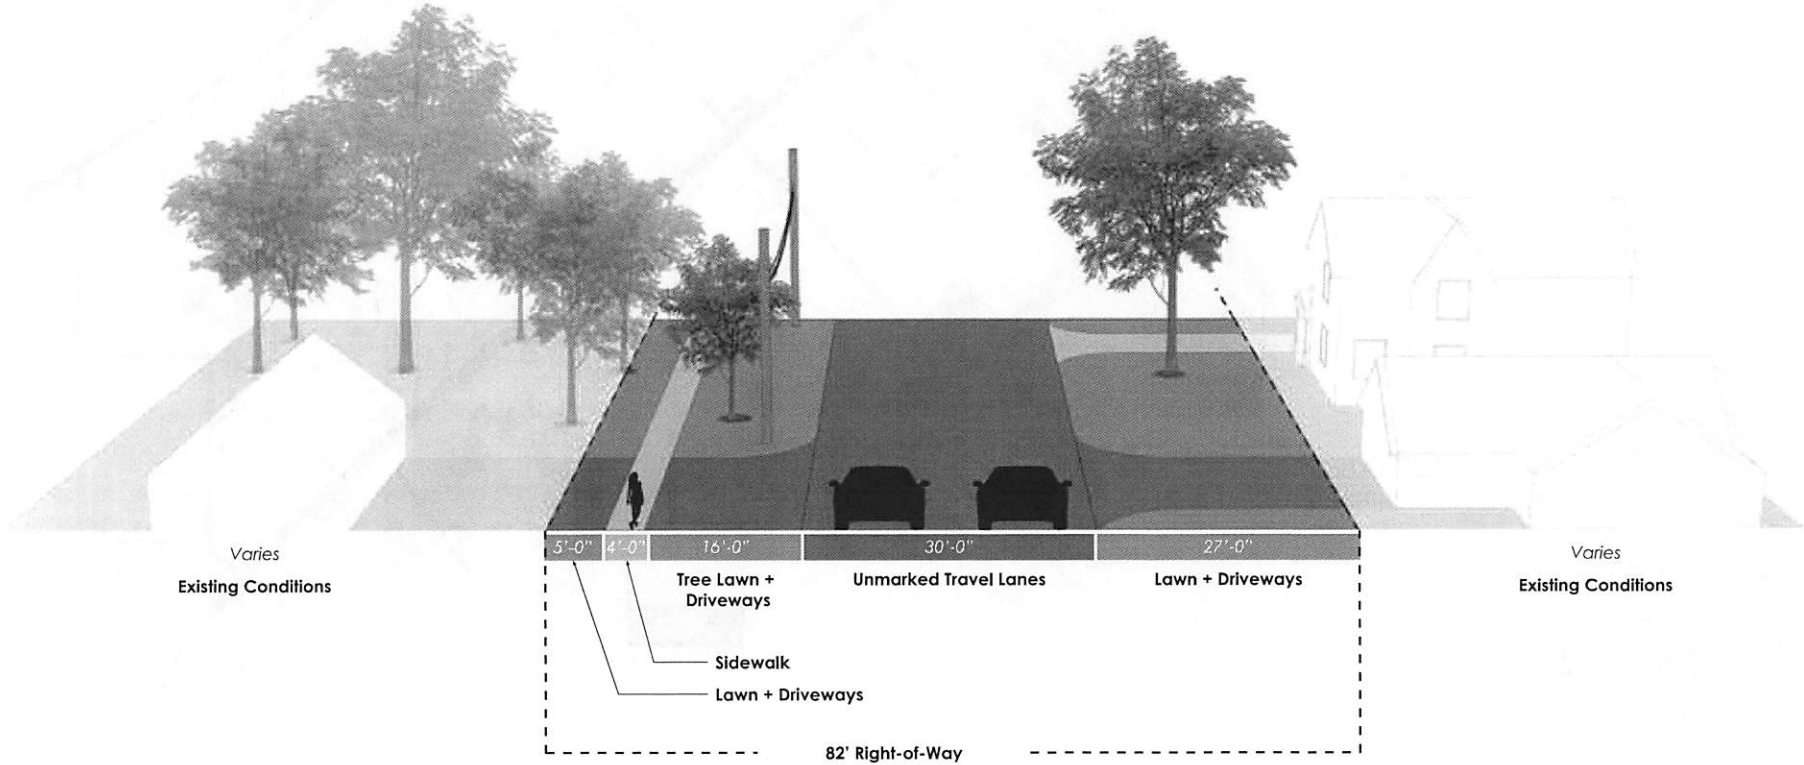 5'-0"
4'-0"
16'-0"
30'-0"
27'-0"
Varies
Existing Conditions
Tree Lawn +
Driveways
Unmarked Travel Lanes
Lawn + Driveways
Varies
Existing Conditions
Sidewalk
Lawn + Driveways
82' Right-of-Way